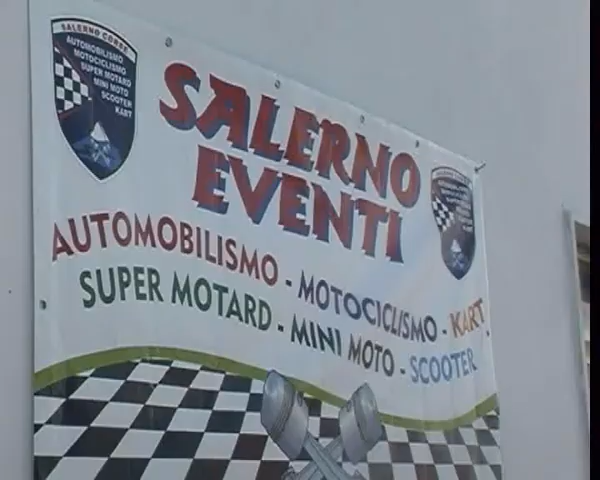 SALERNO CORSE
AUTOMOBILISMO
MOTOCICLISMO
SUPER MOTARD
MINI MOTO
SCOOTER
KART
SALERNO
EVENTI
AUTOMOBILISMO - MOTOCICLISMO - KART
SUPER MOTARD - MINI MOTO - SCOOTER